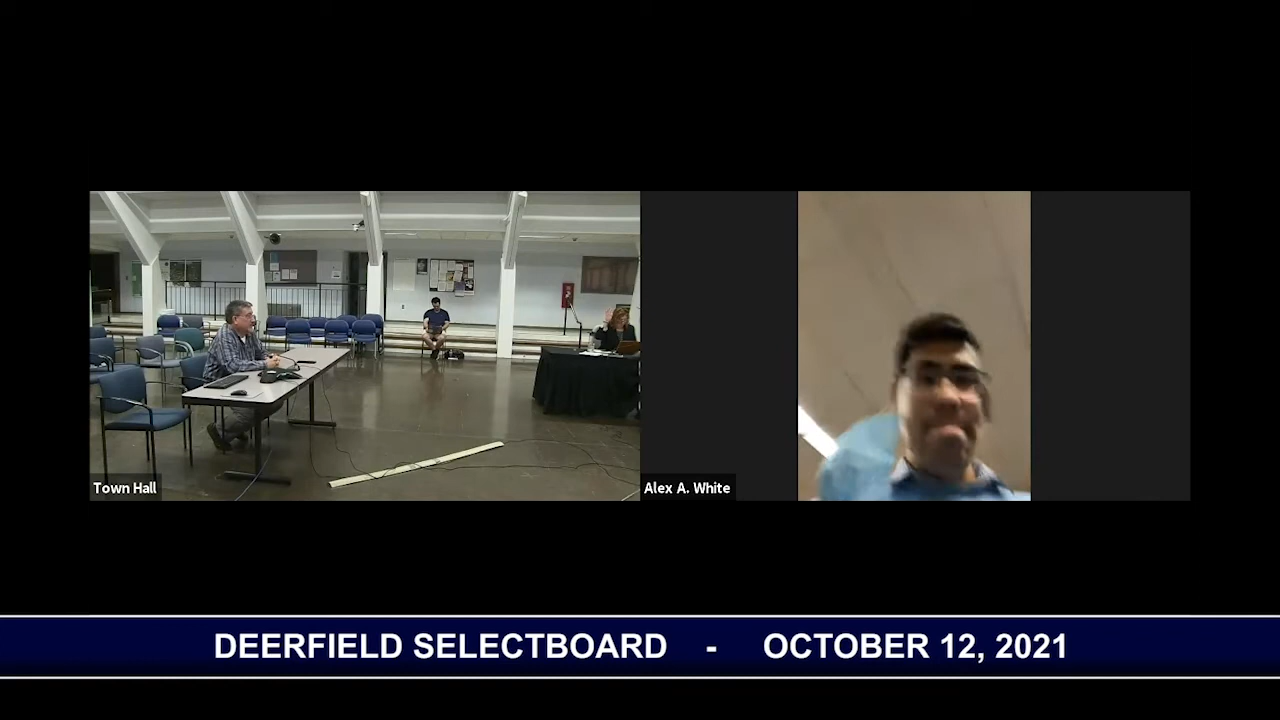 Town Hall
Alex A. White
DEERFIELD SELECTBOARD - OCTOBER 12, 2021